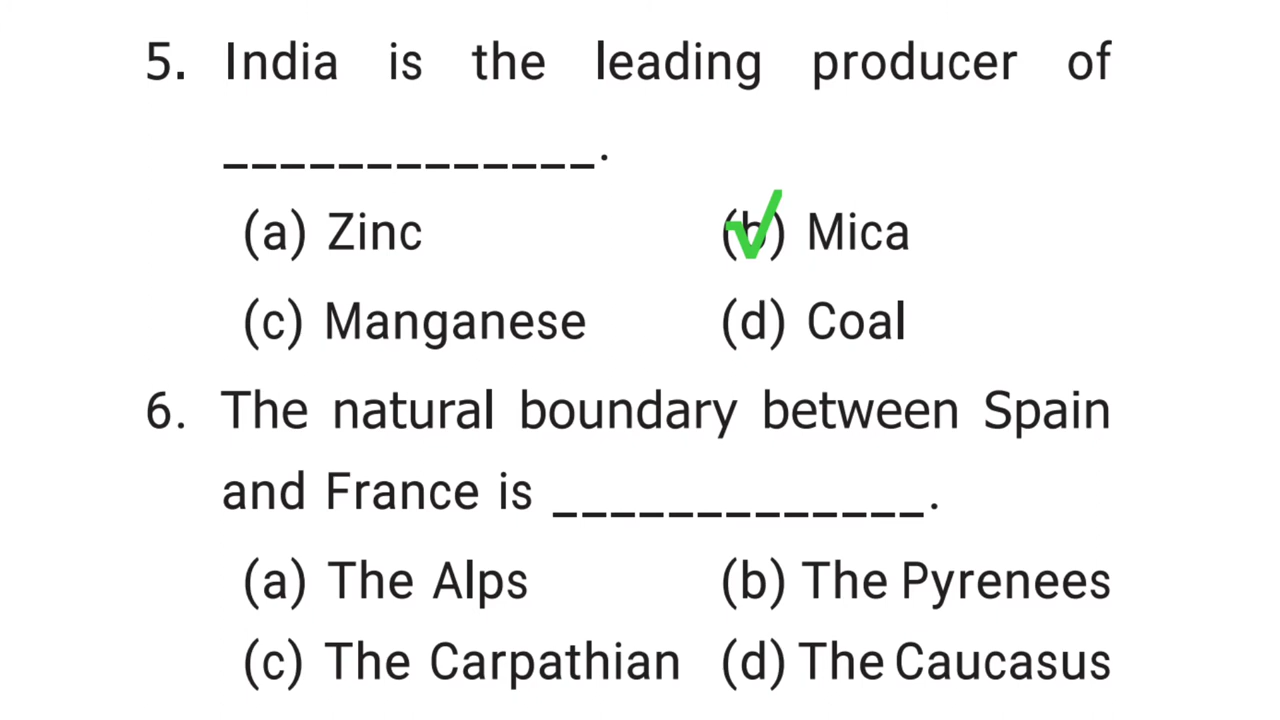 5. India is the leading producer of
_____________.
(a) Zinc (b) Mica
(c) Manganese (d) Coal
6. The natural boundary between Spain
and France is _____________.
(a) The Alps (b) The Pyrenees
(c) The Carpathian (d) The Caucasus